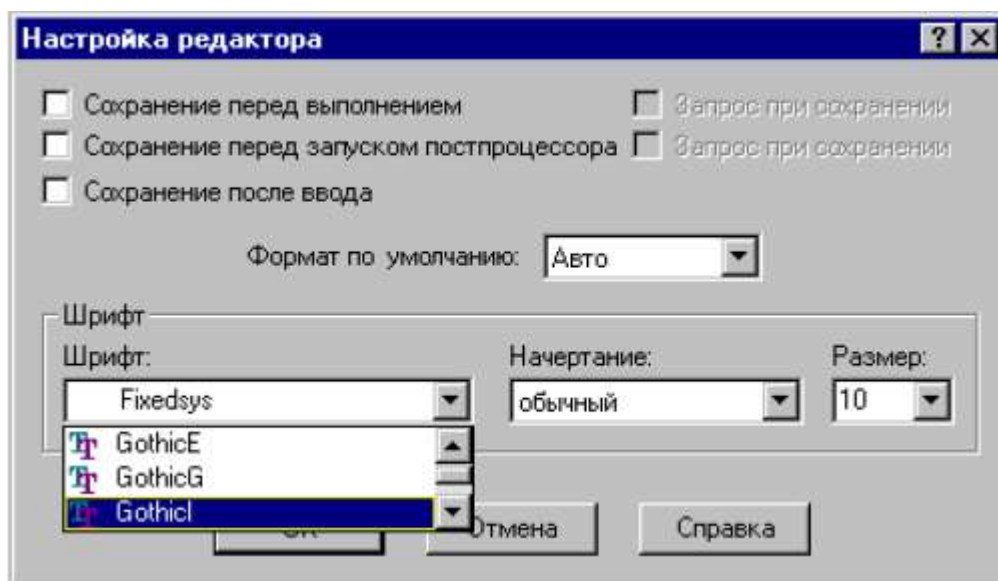 Настройка редактора
Сохранение перед выполнением Запрос при сохранении
Сохранение перед запуском постпроцессора Запрос при сохранении
Сохранение после ввода
Формат по умолчанию: Авто
Шрифт
Шрифт: Начертание: Размер:
Fixedsys обычный 10
GothicE
GothicG
GothicI
Отмена Справка